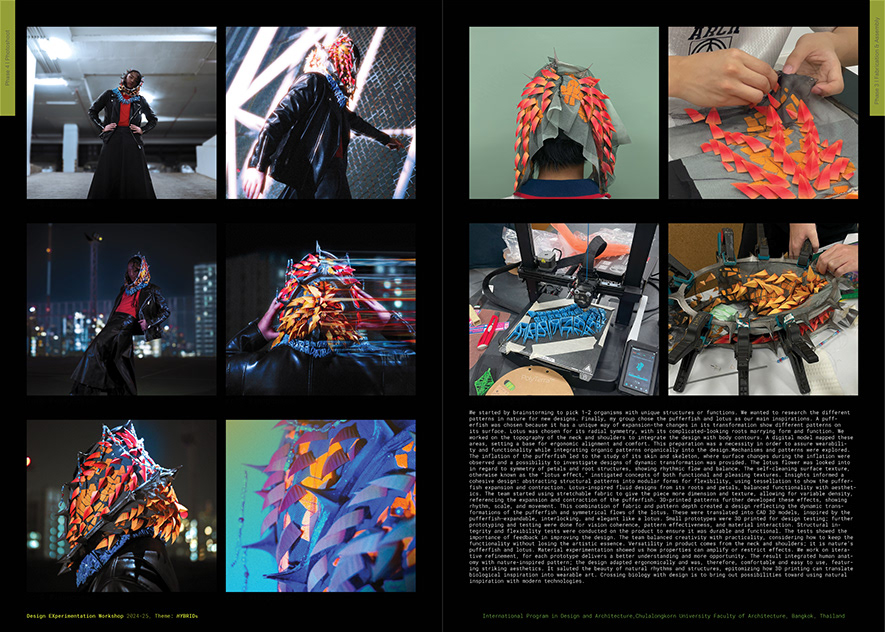 Phase 4 | Photoshoot
ARCH
Phase 3 | Fabrication & Assembly
We started by brainstorming to pick 1-2 organisms with unique structures or functions. We wanted to research the different
patterns in nature for new designs. Finally, my group chose the pufferfish and lotus as our main inspirations. A puff-
erfish was chosen because it has a unique way of expansion-the changes in its transformation show different patterns on
its surface. Lotus was chosen for its radial symmetry, with its complicated-looking roots marrying form and function. We
worked on the topography of the neck and shoulders to integrate the design with body contours. A digital model mapped these
areas, setting a base for ergonomic alignment and comfort. This preparation was a necessity in order to assure wearabili-
ty and functionality while integrating organic patterns organically into the design Mechanisms and patterns were explored.
The inflation of the pufferfish led to the study of its skin and skeleton, where surface changes during the inflation were
observed and a possibility to investigate designs of dynamic transformation was provided. The lotus flower was looked into
in regard to symmetry of petals and root structures, showing rhythmic flow and balance. The self-cleaning surface texture,
otherwise known as the "lotus effect," instigated concepts of both functional and pleasing textures. Insights formed a
cohesive design: abstracting structural patterns into modular forms for flexibility, using tessellation to show the puffer-
fish expansion and contraction. Lotus-inspired fluid designs from its roots and petals, balanced functionality with aesthet-
ics. The team started using stretchable fabric to give the piece more dimension and texture, allowing for variable density,
referencing the expansion and contraction of the pufferfish. 3D-printed patterns further developed these effects, showing
rhythm, scale, and movement. This combination of fabric and pattern depth created a design reflecting the dynamic trans-
formations of the pufferfish and symmetrical flows of the lotus. These were translated into CAD 3D models, inspired by the
pufferfish-expandable, interlocking, and elegant like a lotus. Small prototypes were 3D printed for design testing; further
prototyping and testing were done for vision coherence, pattern effectiveness, and material interaction. Structural in-
tegrity and flexibility tests were conducted on the product to ensure it was durable and functional. These tests show the
importance of feedback in improving the design. The team balanced creativity with practicality, considering how to keep the
functionality without losing the artistic essence. Versatility in product comes from the neck and shoulders; it is nature's
pufferfish and lotus. Material experimentation showed us how properties can amplify or restrict effects. We work on itera-
tive refinement, for each prototype delivers a better understanding and more opportunity. The result integrated human anat-
omy with nature-inspired pattern; the design adapted ergonomically and was, therefore, comfortable and easy to use, featur-
ing striking aesthetics. It saluted the beauty of natural rhythms and structures, epitomizing how 3D printing can translate
biological inspiration into wearable art. Crossing biology with design is to bring out possibilities toward using natural
inspiration with modern technologies.
Design EXperimentation Workshop 2024-25, Theme: HYBRIDs
International Program in Design and Architecture,Chulalongkorn University Faculty of Architecture, Bangkok, Thailand